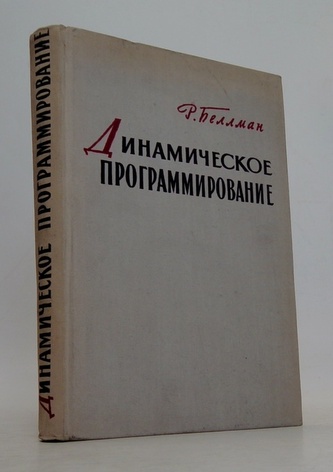 Р. Беллман
ДИНАМИЧЕСКОЕ
ПРОГРАММИРОВАНИЕ
ДИНАМИЧЕСКОЕ ПРОГРАММИРОВАНИЕ